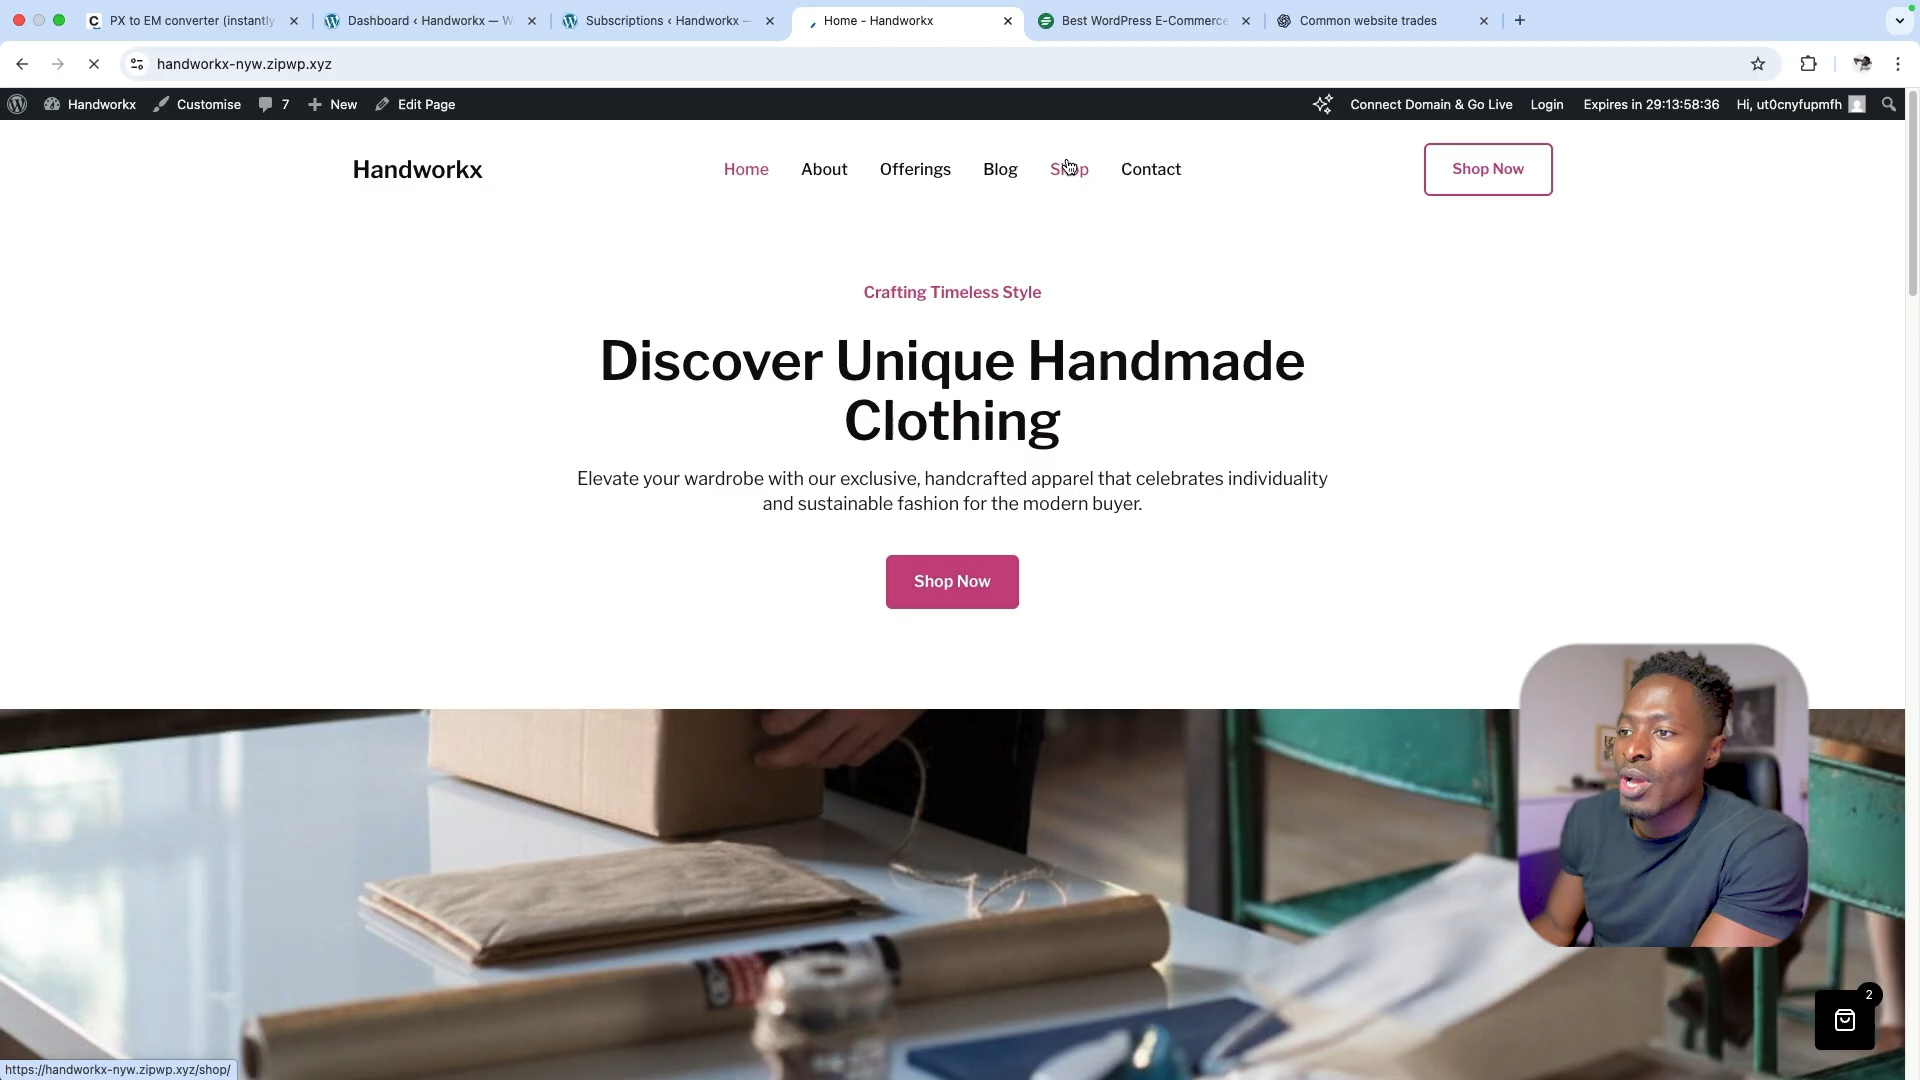 PX to EM converter (instantly
Dashboard ‹ Handworkx — W
Subscriptions ‹ Handworkx —
Home - Handworkx
Best WordPress E-Commerce
Common website trades
handworkx-nyw.zipwp.xyz
Handworkx
Customise
7
New
Edit Page
Connect Domain & Go Live
Login
Expires in 29:13:58:36
Hi, ut0cnyfupmfh
Handworkx
Home
About
Offerings
Blog
Shop
Contact
Shop Now
Crafting Timeless Style
Discover Unique Handmade
Clothing
Elevate your wardrobe with our exclusive, handcrafted apparel that celebrates individuality
and sustainable fashion for the modern buyer.
Shop Now
2
https://handworkx-nyw.zipwp.xyz/shop/